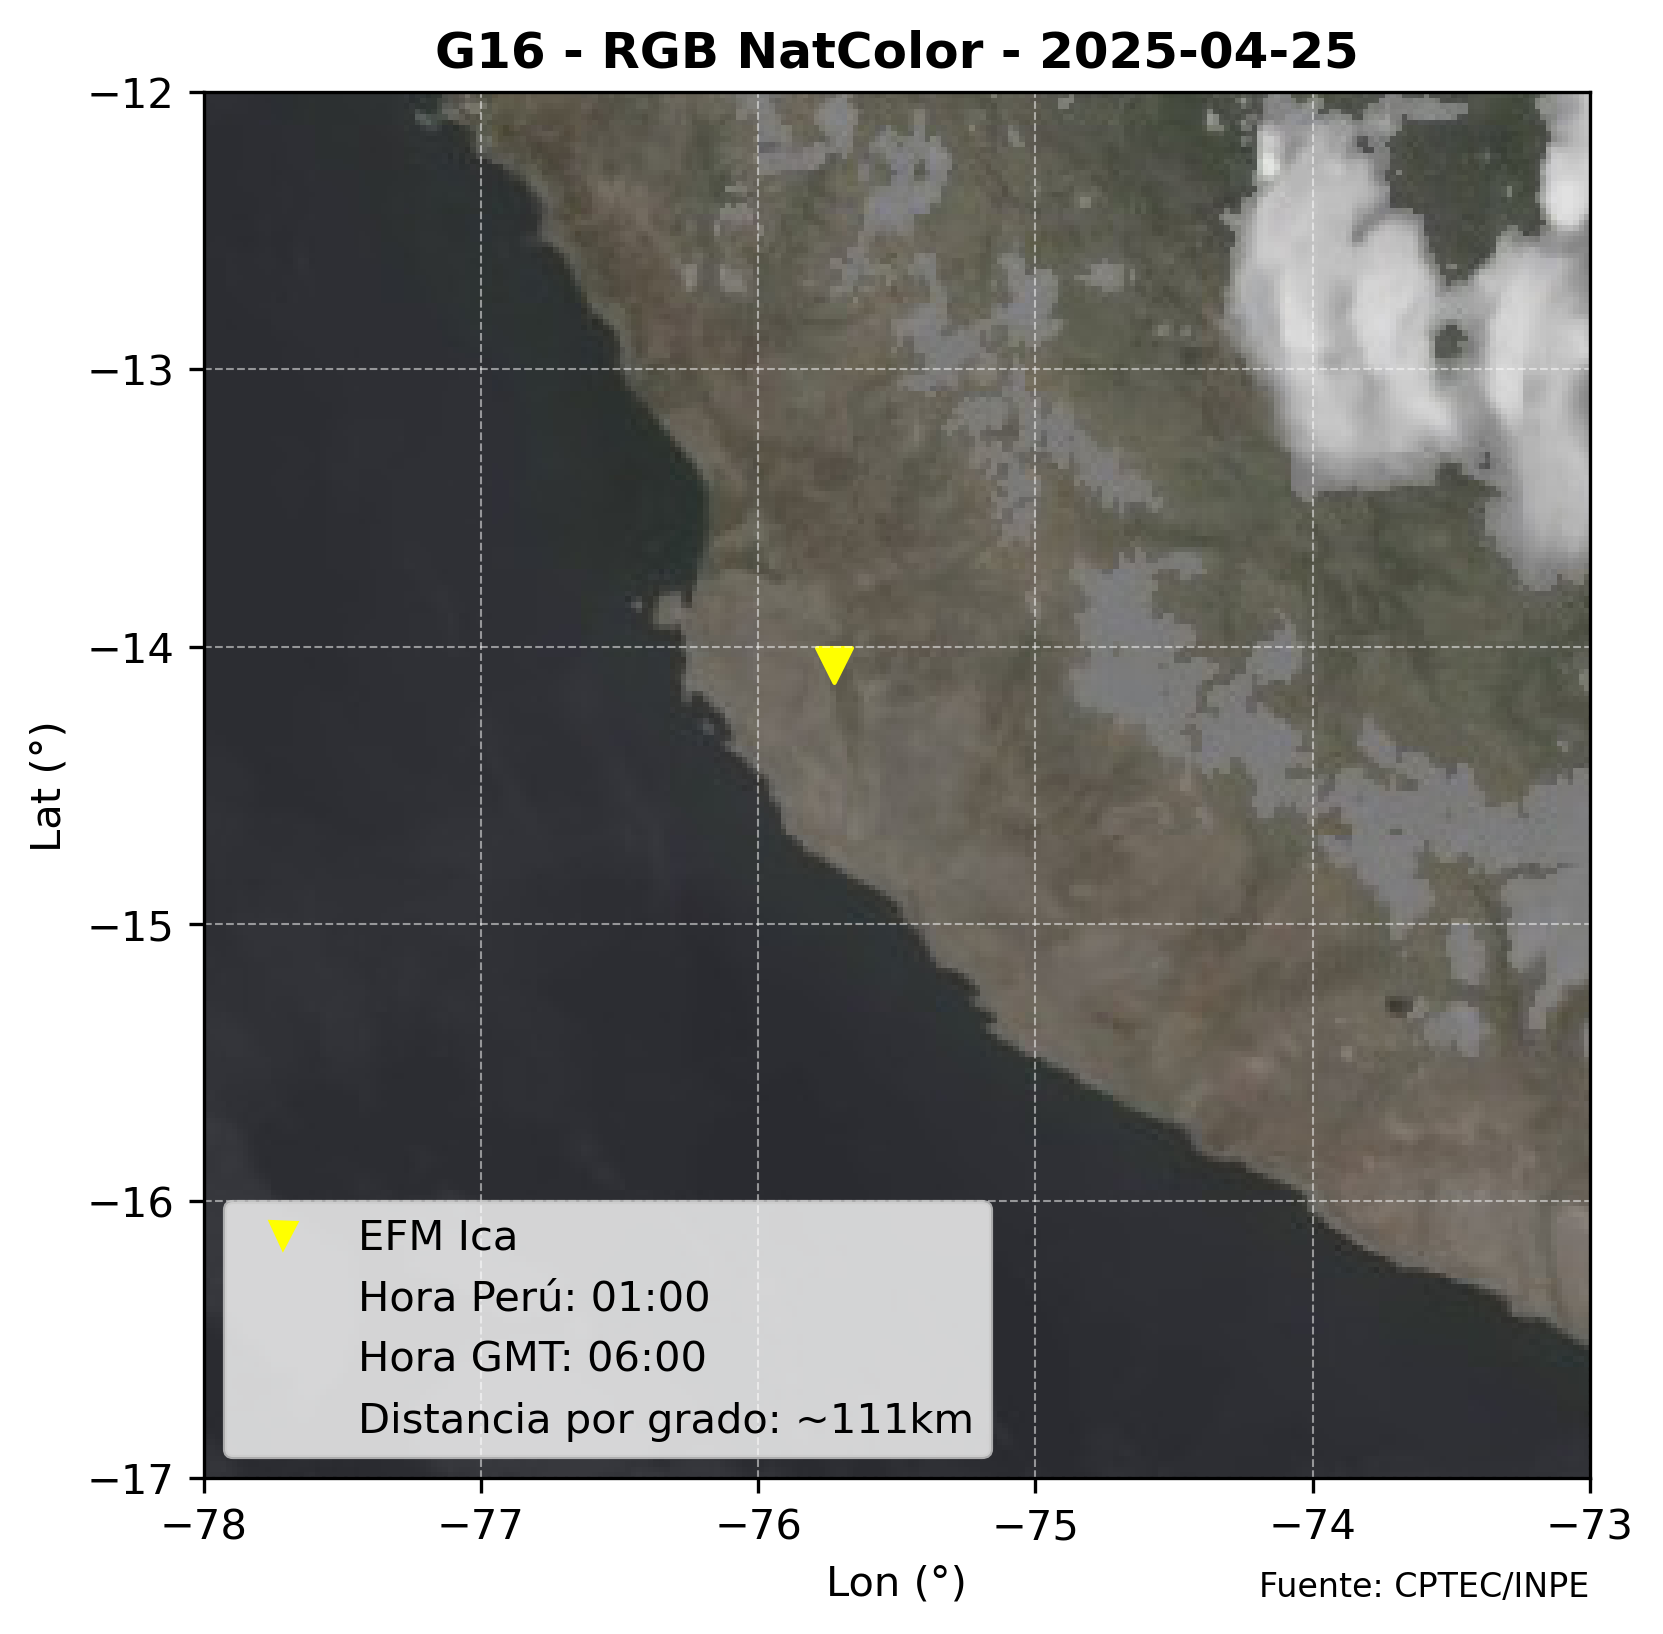 G16 - RGB NatColor - 2025-04-25
−12
−13
−14
−15
−16
−17
Lat (°)
EFM Ica
Hora Perú: 01:00
Hora GMT: 06:00
Distancia por grado: ~111km
−78 −77 −76 −75 −74 −73
Lon (°)
Fuente: CPTEC/INPE